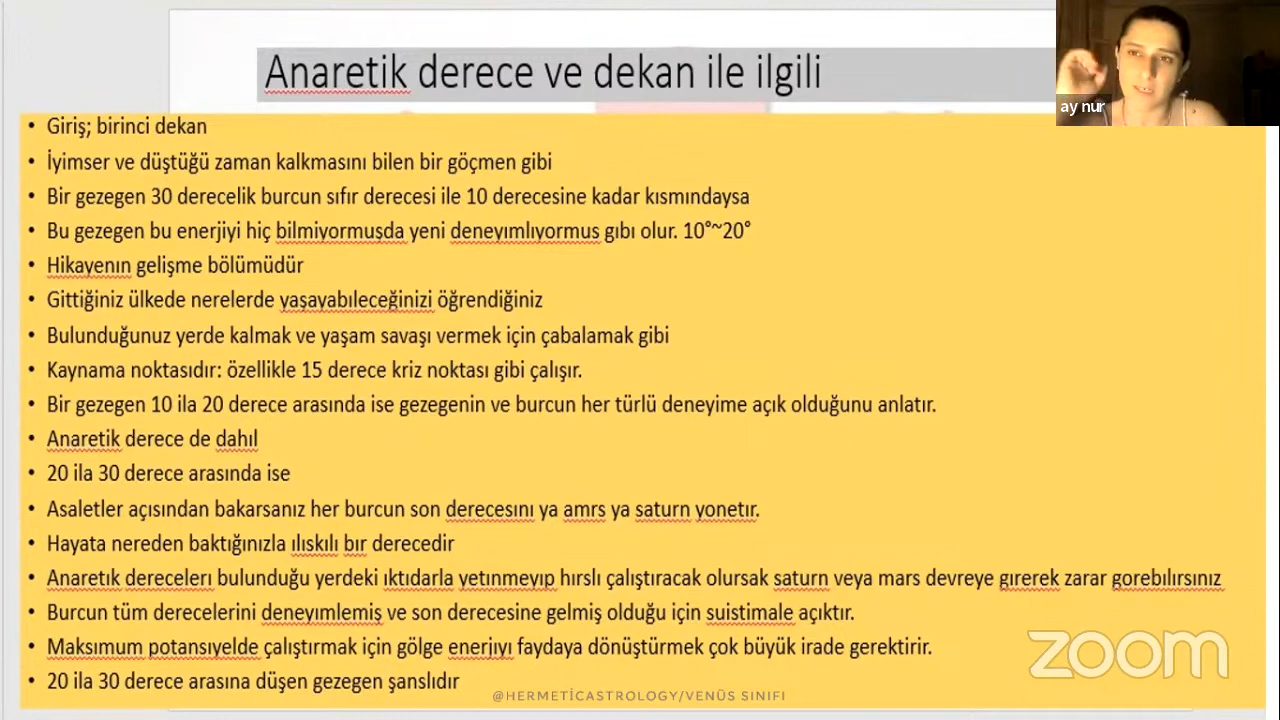 Anaretik derece ve dekan ile ilgili
ay nur
• Giriş; birinci dekan
• İyimser ve düştüğü zaman kalkmasını bilen bir göçmen gibi
• Bir gezegen 30 derecelik burcun sıfır derecesi ile 10 derecesine kadar kısmındaysa
• Bu gezegen bu enerjiyi hiç bilmiyormuşda yeni deneyımlıyormus gıbı olur. 10°~20°
• Hikayenın gelişme bölümüdür
• Gittiğiniz ülkede nerelerde yaşayabıleceğinizi öğrendiğiniz
• Bulunduğunuz yerde kalmak ve yaşam savaşı vermek için çabalamak gibi
• Kaynama noktasıdır: özellikle 15 derece kriz noktası gibi çalışır.
• Bir gezegen 10 ila 20 derece arasında ise gezegenin ve burcun her türlü deneyime açık olduğunu anlatır.
• Anaretik derece de dahıl
• 20 ila 30 derece arasında ise
• Asaletler açısından bakarsanız her burcun son derecesını ya amrs ya saturn yonetır.
• Hayata nereden baktığınızla ılıskılı bır derecedir
• Anaretık derecelerı bulunduğu yerdeki ıktıdarla yetınmeyıp hırslı çalıştıracak olursak saturn veya mars devreye gırerek zarar gorebılırsınız
• Burcun tüm derecelerini deneyımlemiş ve son derecesine gelmiş olduğu için suistimale açıktır.
• Maksımum potansıyelde çalıştırmak için gölge enerjıyı faydaya dönüştürmek çok büyük irade gerektirir.
• 20 ila 30 derece arasına düşen gezegen şanslıdır
zoom
@HERMETİCASTROLOGY/VENÜS SINIFI